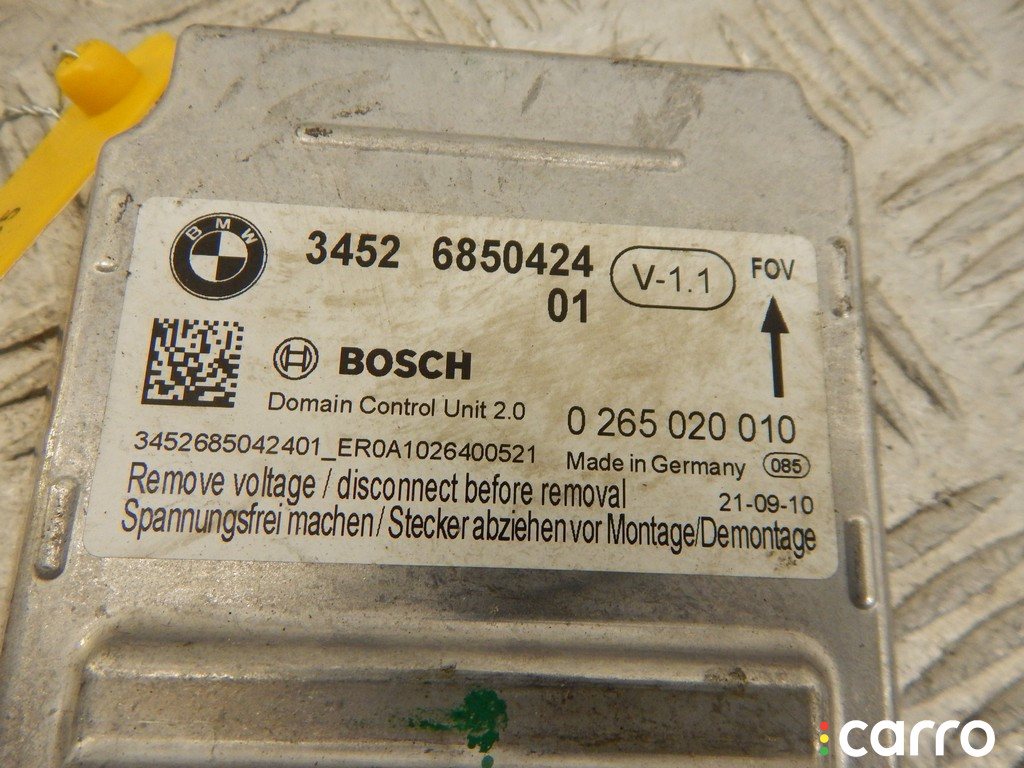 BMW
3452 6850424
01
V-1.1
FOV
BOSCH
Domain Control Unit 2.0
0 265 020 010
3452685042401_ER0A1026400521
Made in Germany 085
Remove voltage / disconnect before removal
21-09-10
Spannungsfrei machen / Stecker abziehen vor Montage/Demontage
carro